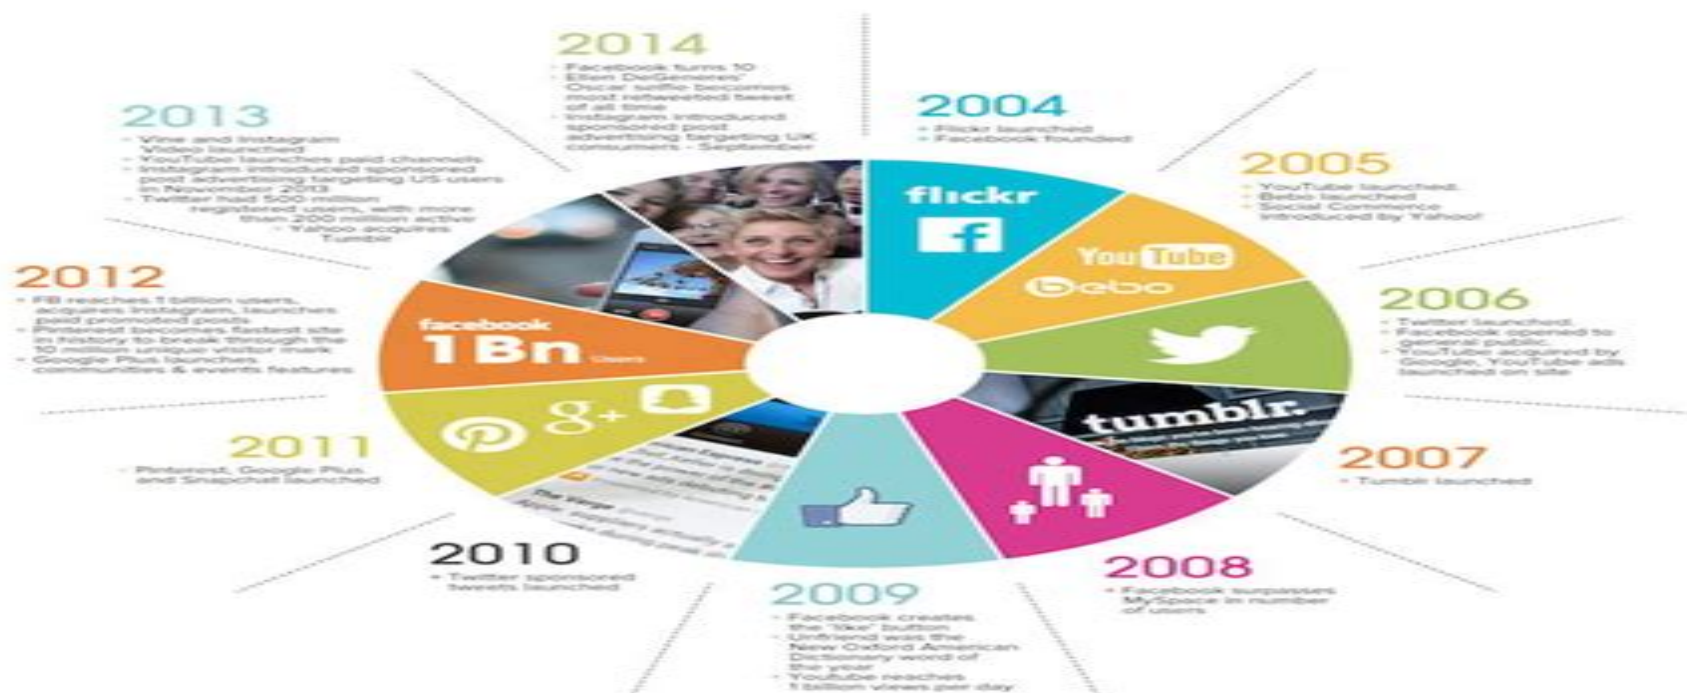 2004
• Flickr launched
• Facebook founded
2005
• YouTube launched.
• Bebo launched
• Social Commerce
introduced by Yahoo!
2006
• Twitter launched.
• Facebook opened to
general public.
• YouTube acquired by
Google, YouTube ads
launched on site
2007
• Tumblr launched
2008
• Facebook surpasses
MySpace in number
of users
2009
• Facebook creates
the 'like' button
• Unfriend was the
New Oxford American
Dictionary word of
the year
• Youtube reaches
1 billion views per day
2010
• Twitter sponsored
tweets launched
2011
• Pinterest, Google Plus
and Snapchat launched
2012
• FB reaches 1 billion users,
acquires Instagram, launches
paid promoted posts
• Pinterest becomes fastest site
in history to break through the
10 million unique visitor mark
• Google Plus launches
communities & events features
2013
• Vine and Instagram
Video launched
• YouTube launches paid channels
• Instagram introduced sponsored
post advertising targeting US users
in November 2013
• Twitter had 500 million
registered users, with more
than 200 million active
• Yahoo acquires
Tumblr
2014
• Facebook turns 10
• Ellen DeGeneres'
Oscar selfie becomes
most retweeted tweet
of all time
• Instagram introduced
sponsored post
advertising targeting UK
consumers - September
flickr
f
You Tube
bebo
tumblr.
The Verge
g+
facebook
1 Bn Users